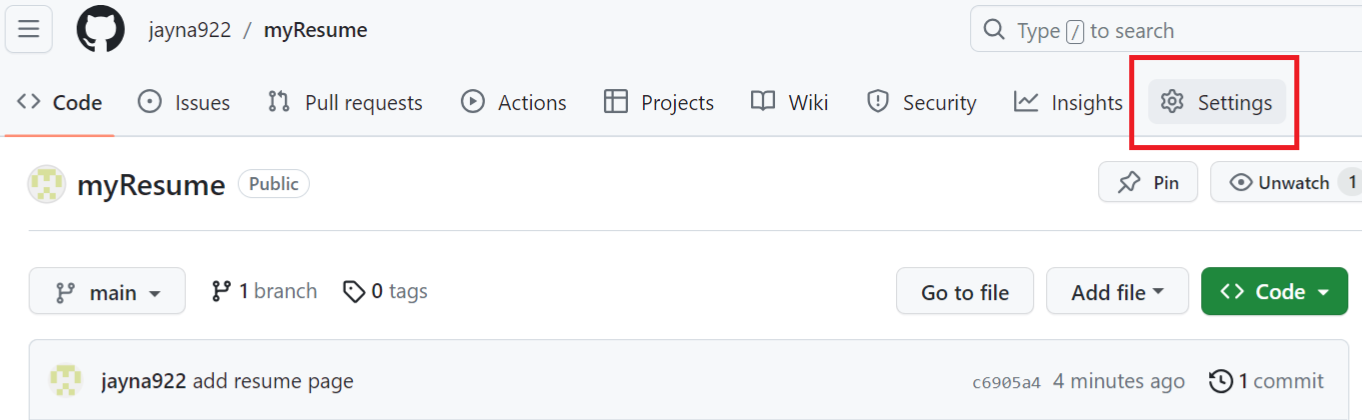 jayna922 / myResume
Type / to search
Code Issues Pull requests Actions Projects Wiki Security Insights Settings
myResume Public
Pin Unwatch 1
main 1 branch 0 tags Go to file Add file Code
jayna922 add resume page c6905a4 4 minutes ago 1 commit